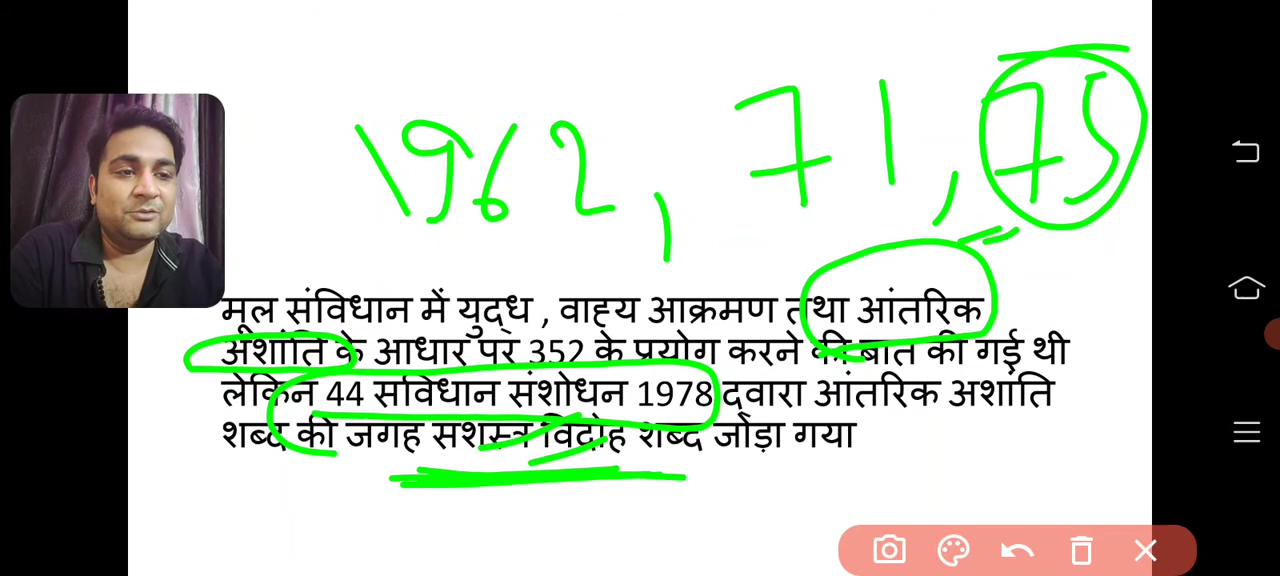 1962, 71, 75
मूल संविधान में युद्ध , वाह्य आक्रमण तथा आंतरिक
अशांति के आधार पर 352 के प्रयोग करने की बात की गई थी
लेकिन 44 सविधान संशोधन 1978 द्वारा आंतरिक अशांति
शब्द की जगह सशस्त्र विद्रोह शब्द जोड़ा गया